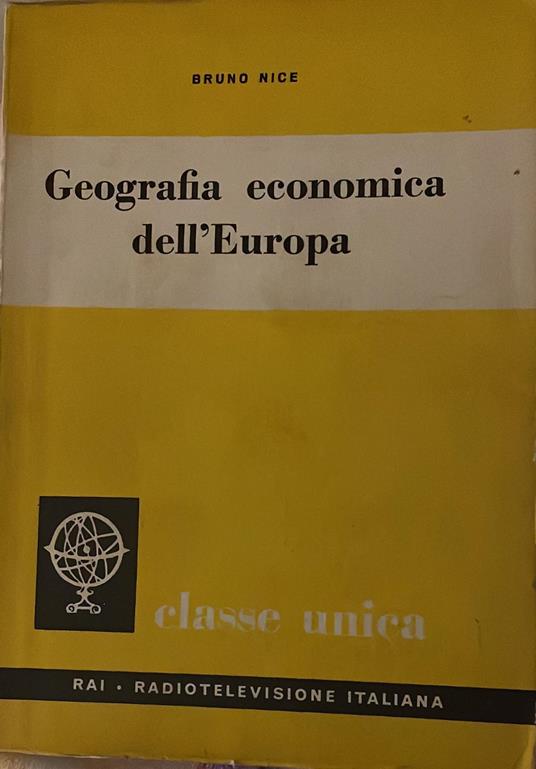 BRUNO NICE
Geografia economica
dell'Europa
classe unica
RAI • RADIOTELEVISIONE ITALIANA